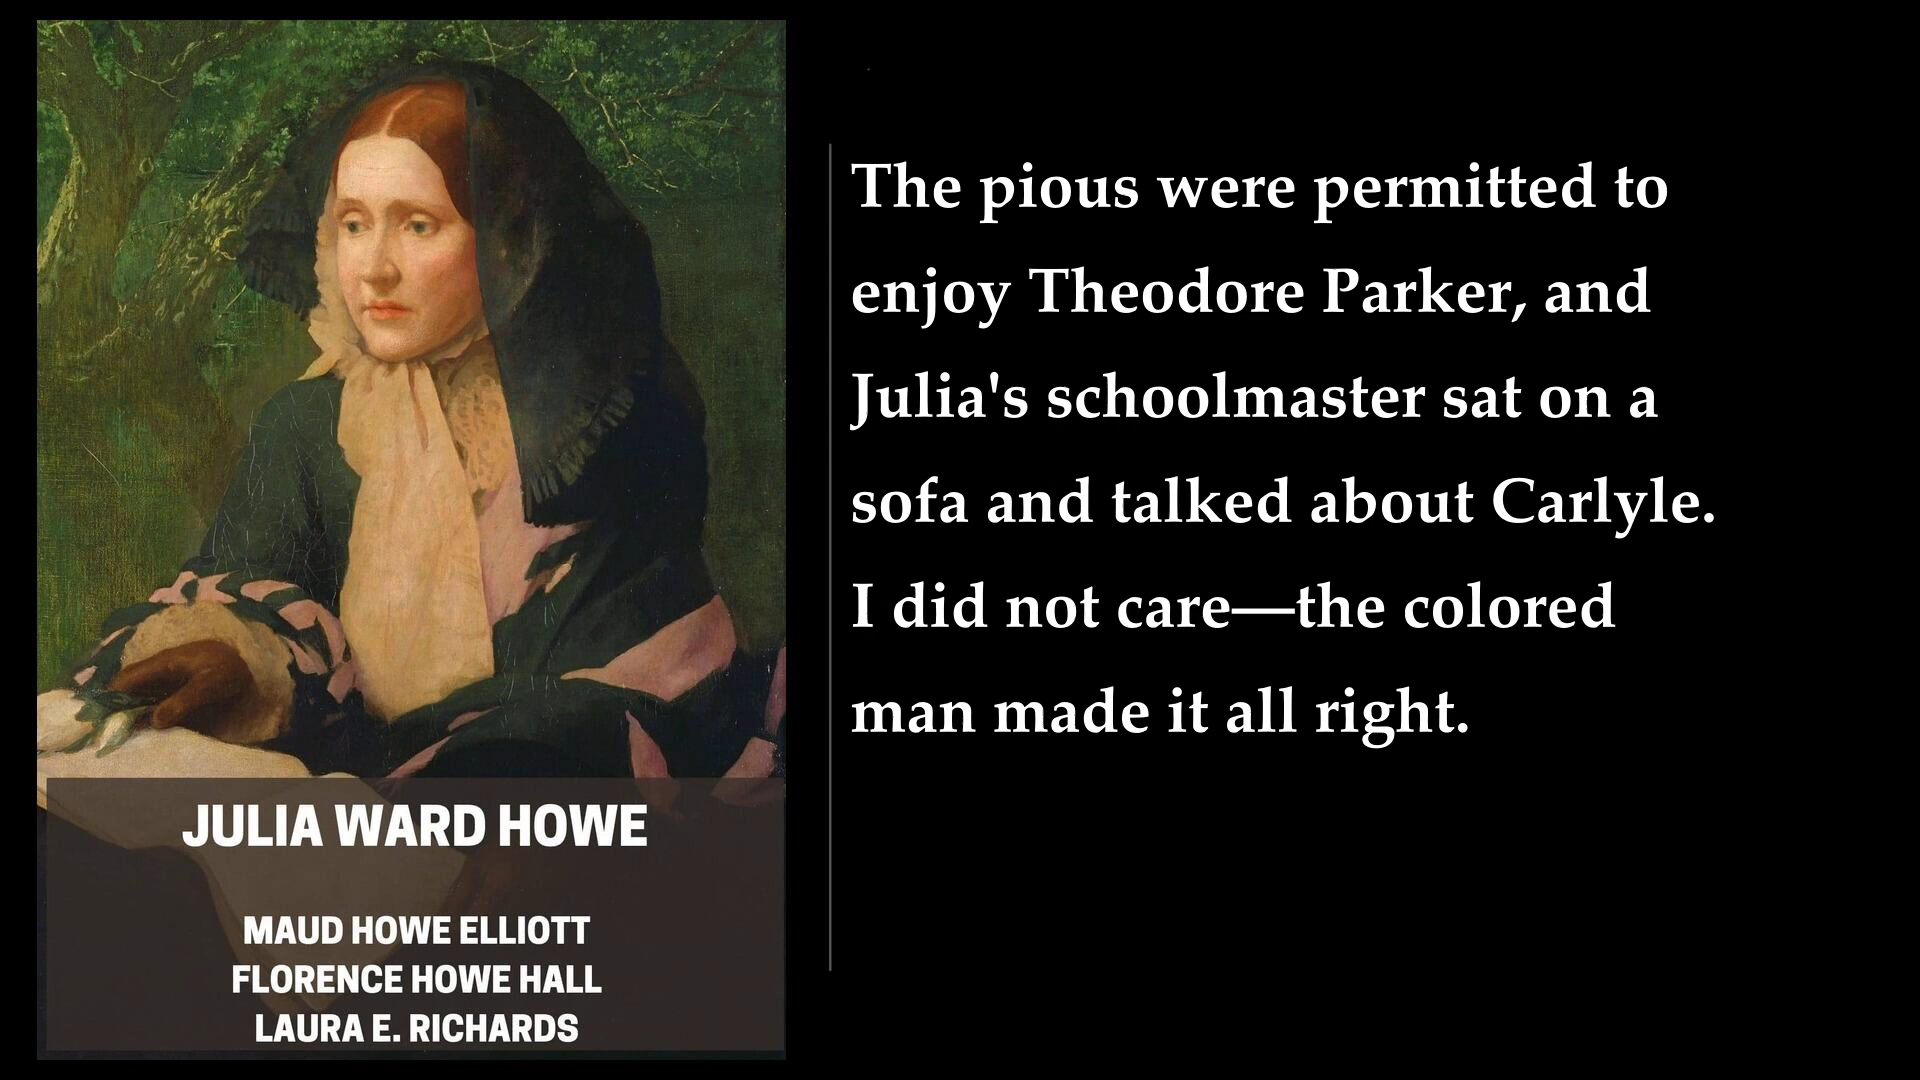 JULIA WARD HOWE
MAUD HOWE ELLIOTT
FLORENCE HOWE HALL
LAURA E. RICHARDS
The pious were permitted to
enjoy Theodore Parker, and
Julia's schoolmaster sat on a
sofa and talked about Carlyle.
I did not care—the colored
man made it all right.